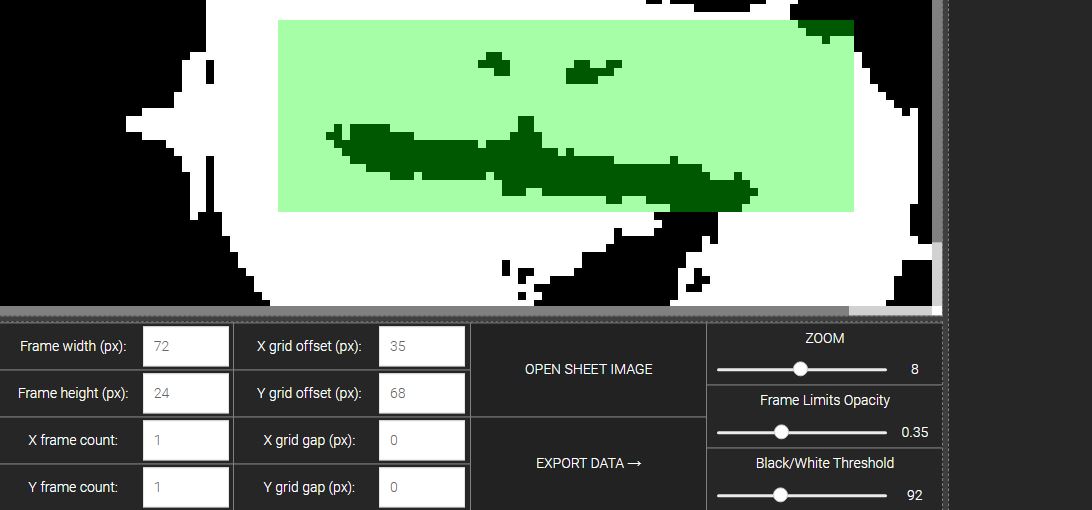 Frame width (px): 72 X grid offset (px): 35 OPEN SHEET IMAGE ZOOM 8
Frame height (px): 24 Y grid offset (px): 68 Frame Limits Opacity 0.35
X frame count: 1 X grid gap (px): 0 EXPORT DATA → Black/White Threshold 92
Y frame count: 1 Y grid gap (px): 0